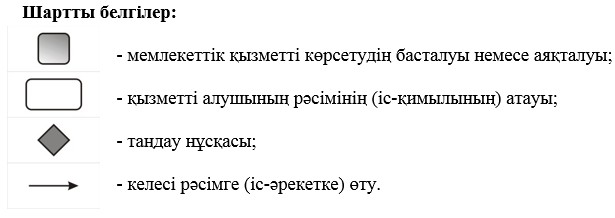 Шартты белгілер:
- мемлекеттік қызметті көрсетудің басталуы немесе аяқталуы;
- қызметті алушының рәсімінің (іс-қимылының) атауы;
- тандау нұсқасы;
- келесі рәсімге (іс-әрекетке) өту.